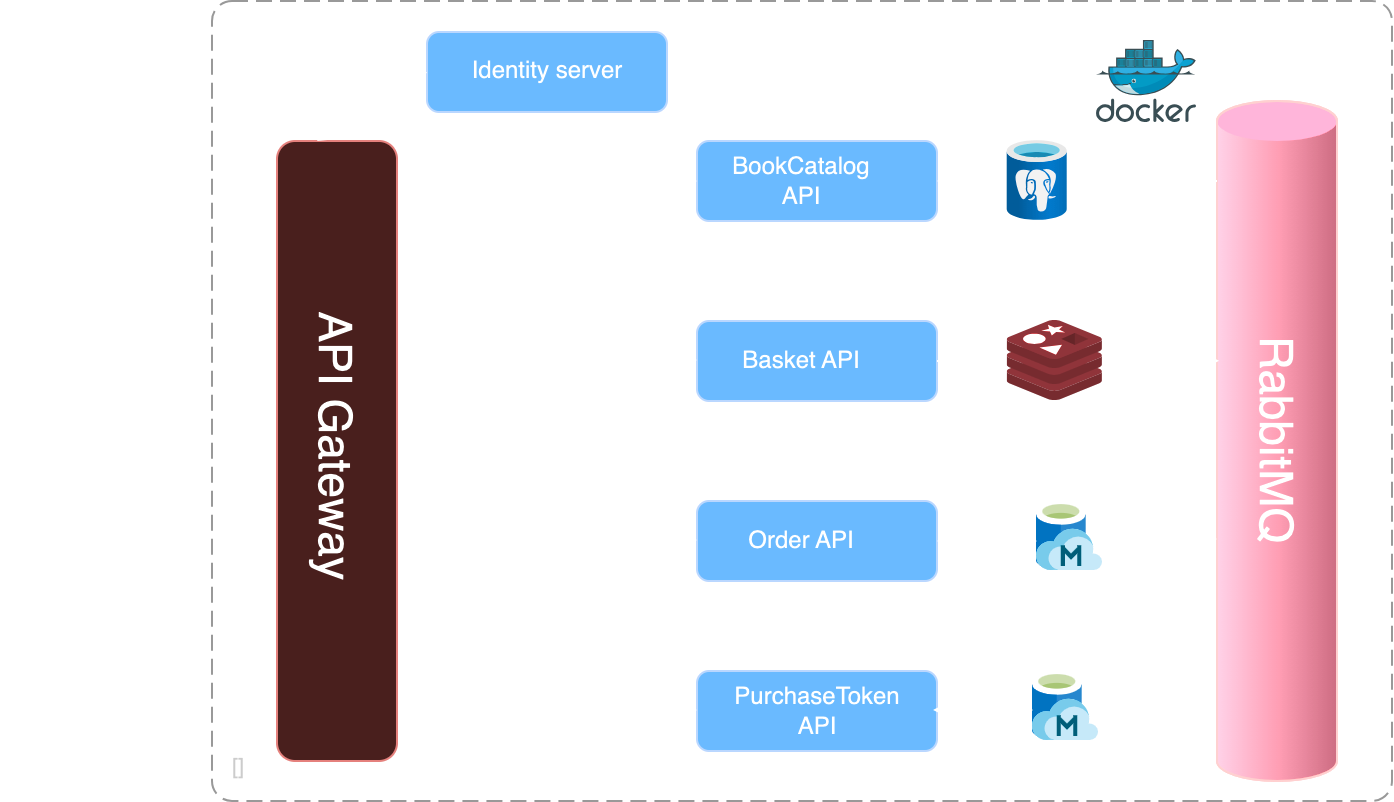 Identity server
docker
BookCatalog
API
Basket API
API Gateway
RabbitMQ
Order API
M
PurchaseToken
API
M
[]